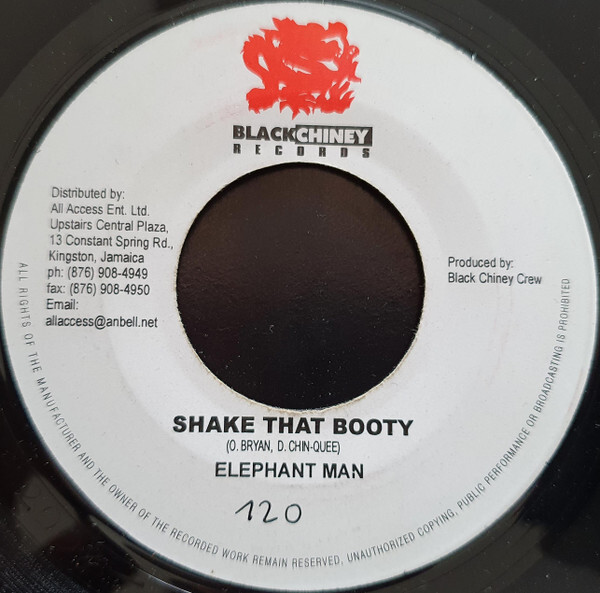 BLACKCHINEY
RECORDS
Distributed by:
All Access Ent. Ltd.
Upstairs Central Plaza,
13 Constant Spring Rd.,
Kingston, Jamaica
ph: (876) 908-4949
fax: (876) 908-4950
Email:
allaccess@anbell.net
Produced by:
Black Chiney Crew
SHAKE THAT BOOTY
(O. BRYAN, D. CHIN-QUEE)
ELEPHANT MAN
120
ALL RIGHTS OF THE MANUFACTURER AND THE OWNER OF THE RECORDED WORK REMAIN RESERVED, UNAUTHORIZED COPYING, PUBLIC PERFORMANCE OR BROADCASTING IS PROHIBITED